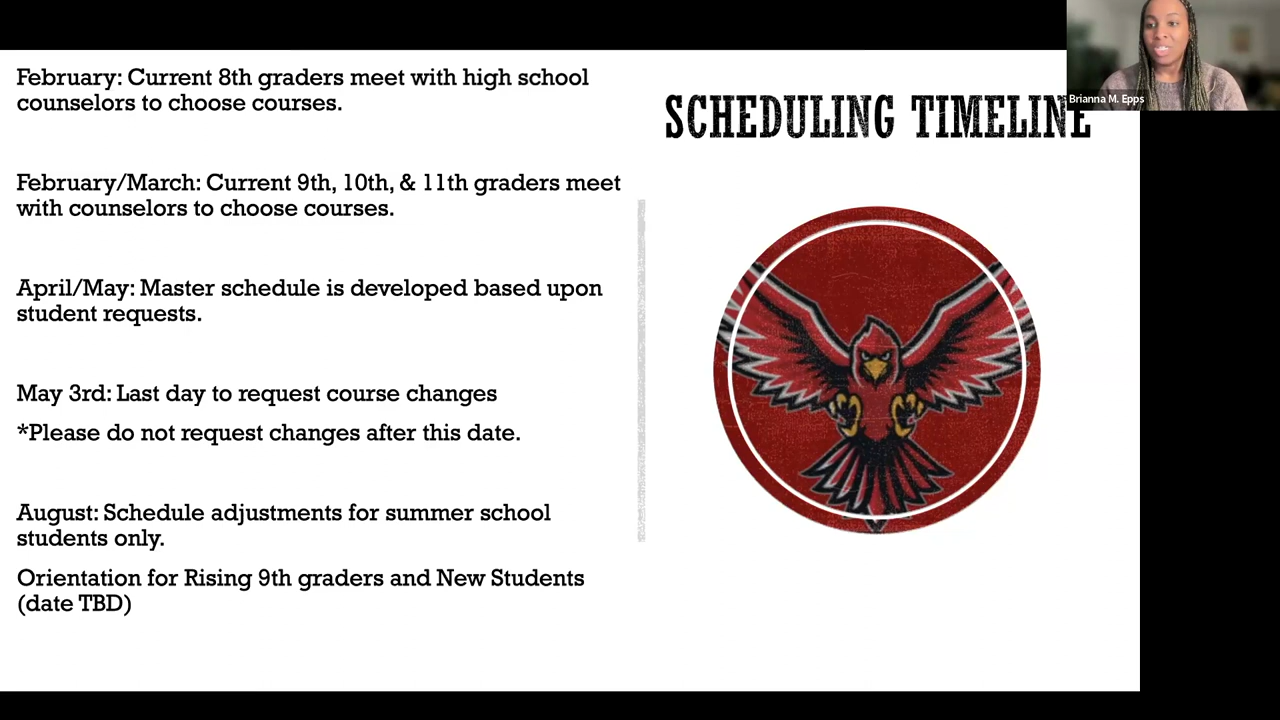 February: Current 8th graders meet with high school
counselors to choose courses.
February/March: Current 9th, 10th, & 11th graders meet
with counselors to choose courses.
April/May: Master schedule is developed based upon
student requests.
May 3rd: Last day to request course changes
*Please do not request changes after this date.
August: Schedule adjustments for summer school
students only.
Orientation for Rising 9th graders and New Students
(date TBD)
SCHEDULING TIMELINE
Brianna M. Epps